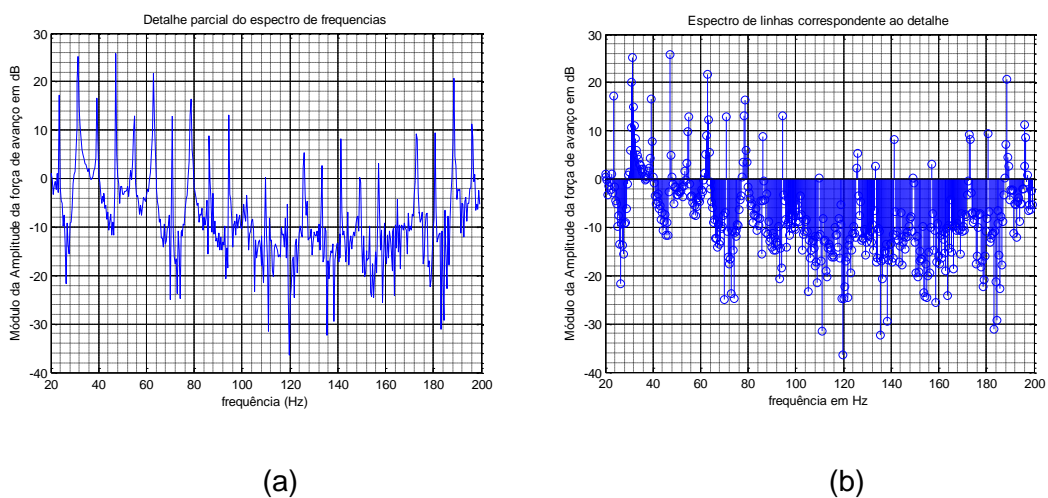 Detalhe parcial do espectro de frequencias
Módulo da Amplitude da força de avanço em dB
30
20
10
0
-10
-20
-30
-40
20 40 60 80 100 120 140 160 180 200
frequência (Hz)
(a)
Espectro de linhas correspondente ao detalhe
Módulo da Amplitude da força de avanço em dB
30
20
10
0
-10
-20
-30
-40
20 40 60 80 100 120 140 160 180 200
frequência em Hz
(b)